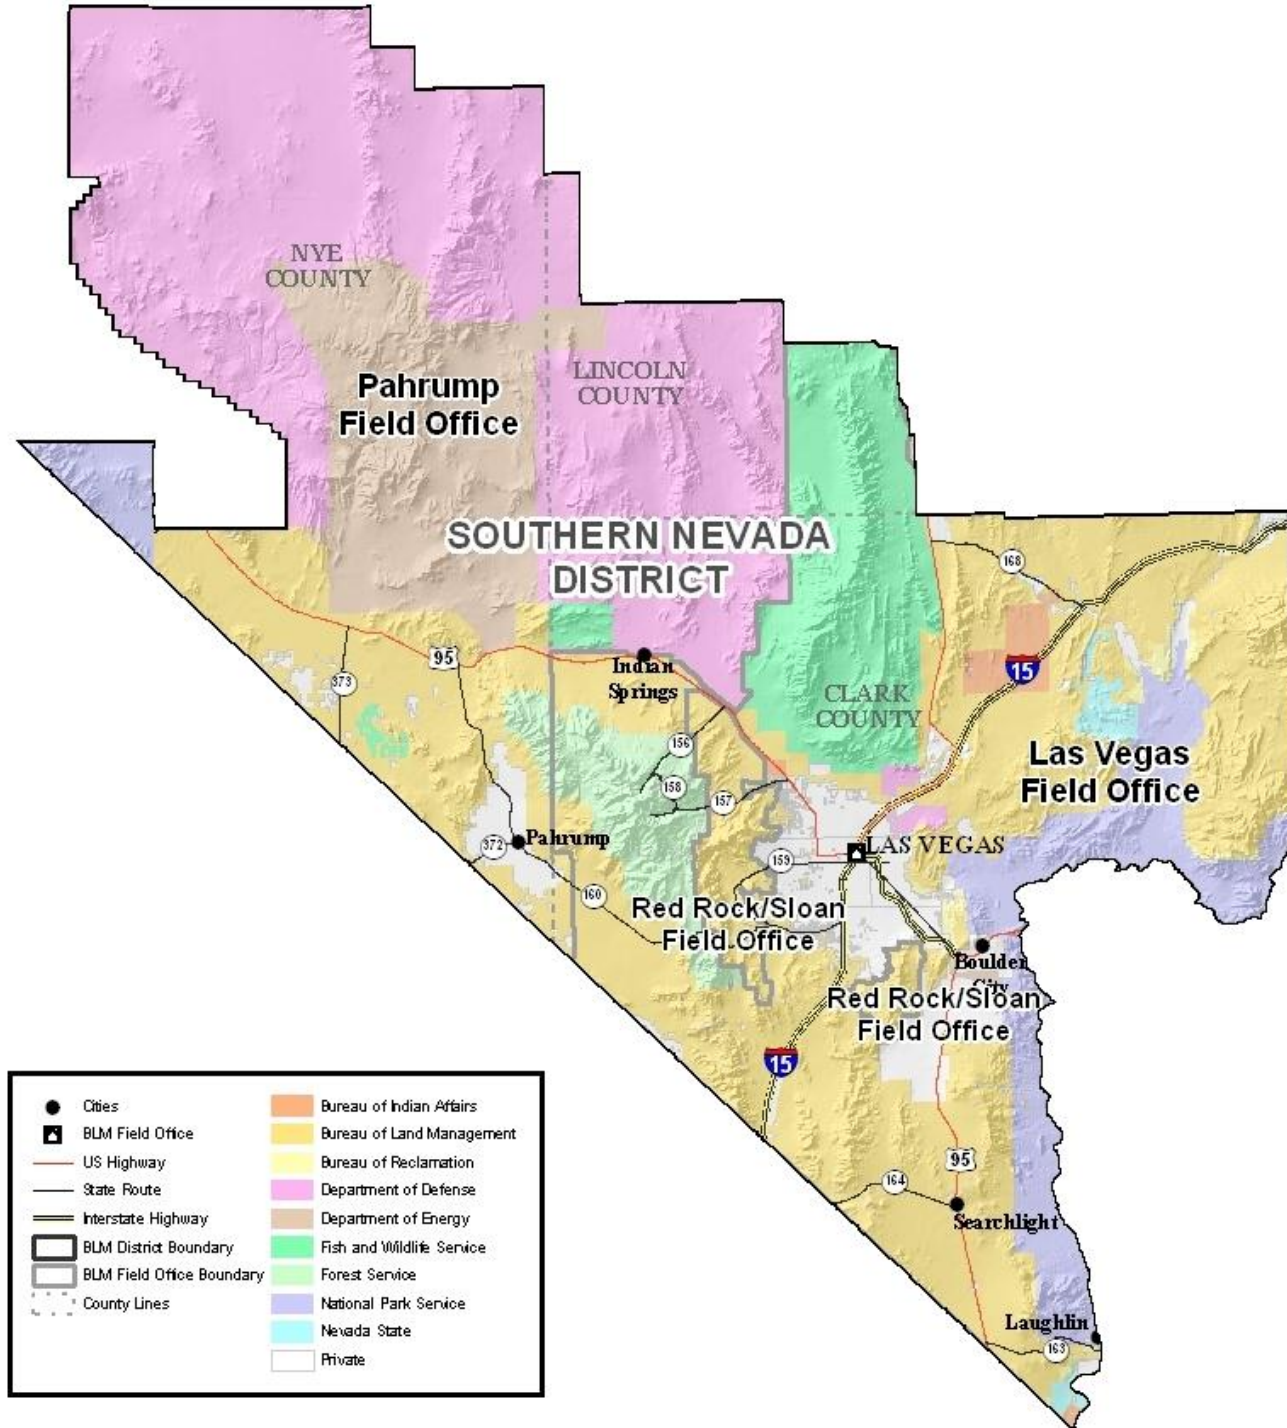 NYE
COUNTY
LINCOLN
COUNTY
Pahrump
Field Office
SOUTHERN NEVADA
DISTRICT
168
95
Indian
Springs
15
373
CLARK
COUNTY
156
Las Vegas
Field Office
158
157
Pahrump
372
LAS VEGAS
159
160
Red Rock/Sloan
Field Office
Boulder
City
Red Rock/Sloan
Field Office
15
95
164
Searchlight
Laughlin
163
Cities
BLM Field Office
US Highway
State Route
Interstate Highway
BLM District Boundary
BLM Field Office Boundary
County Lines
Bureau of Indian Affairs
Bureau of Land Management
Bureau of Reclamation
Department of Defense
Department of Energy
Fish and Wildlife Service
Forest Service
National Park Service
Nevada State
Private